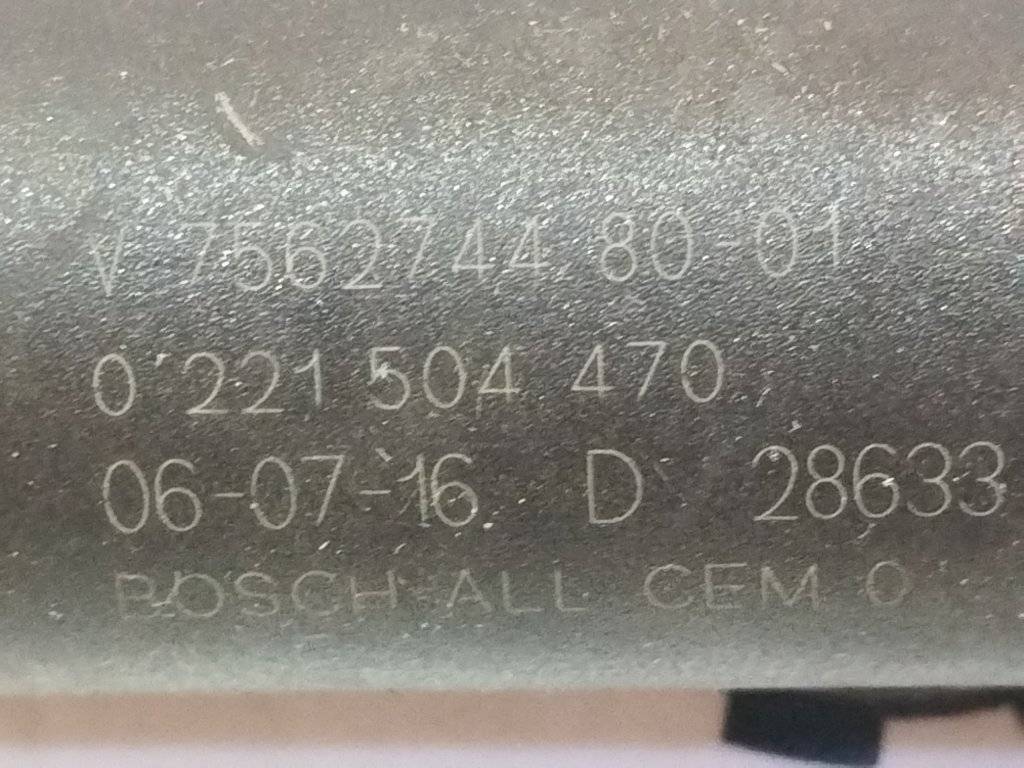 V 7562744 80-01
0 221 504 470
06-07-16 D 28633
BOSCH ALL CEM 0